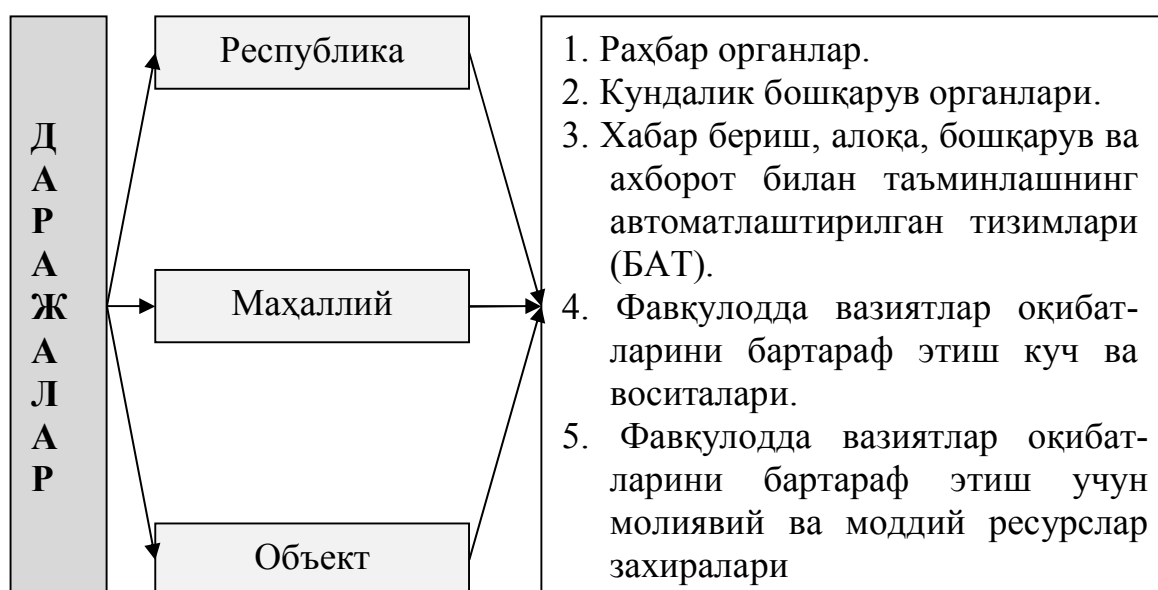 ДАРАЖАЛАР
Республика
Маҳаллий
Объект
1. Раҳбар органлар.
2. Кундалик бошқарув органлари.
3. Хабар бериш, алоқа, бошқарув ва
ахборот билан таъминлашнинг
автоматлаштирилган тизимлари
(БАТ).
4. Фавқулодда вазиятлар оқибат-
ларини бартараф этиш куч ва
воситалари.
5. Фавқулодда вазиятлар оқибат-
ларини бартараф этиш учун
молиявий ва моддий ресурслар
захиралари